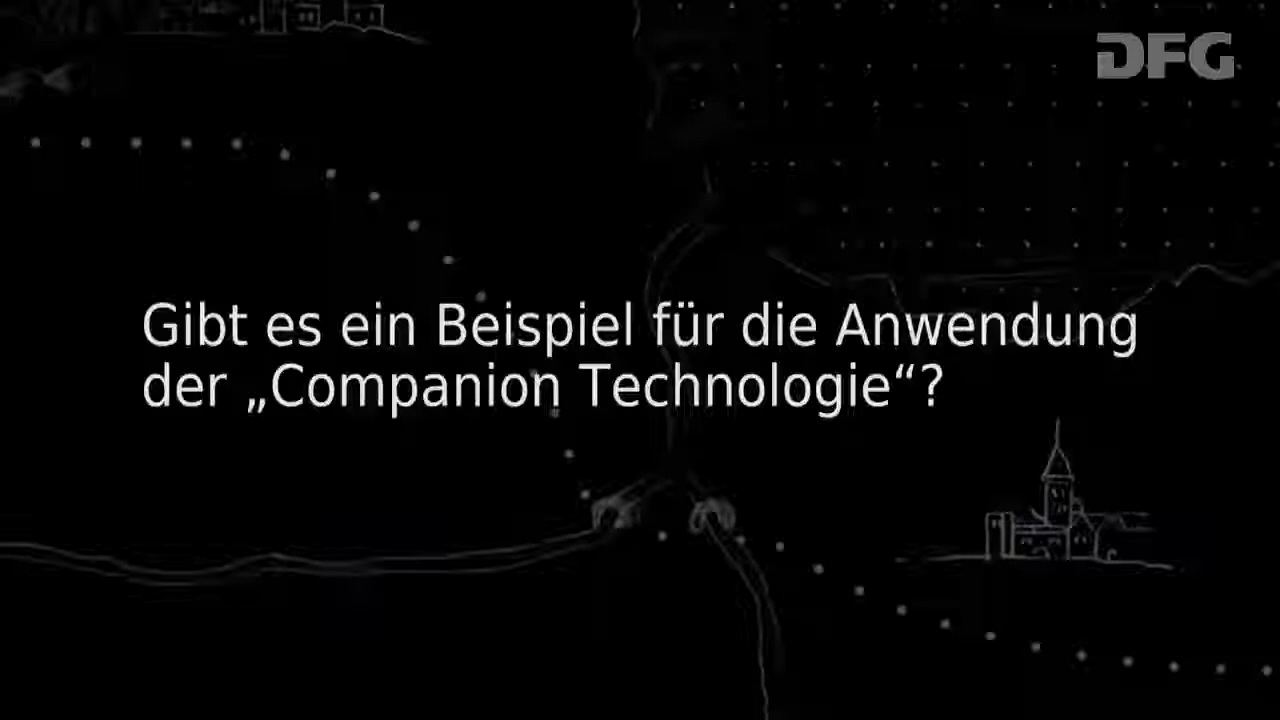 DFG
Gibt es ein Beispiel für die Anwendung
der „Companion Technologie“?